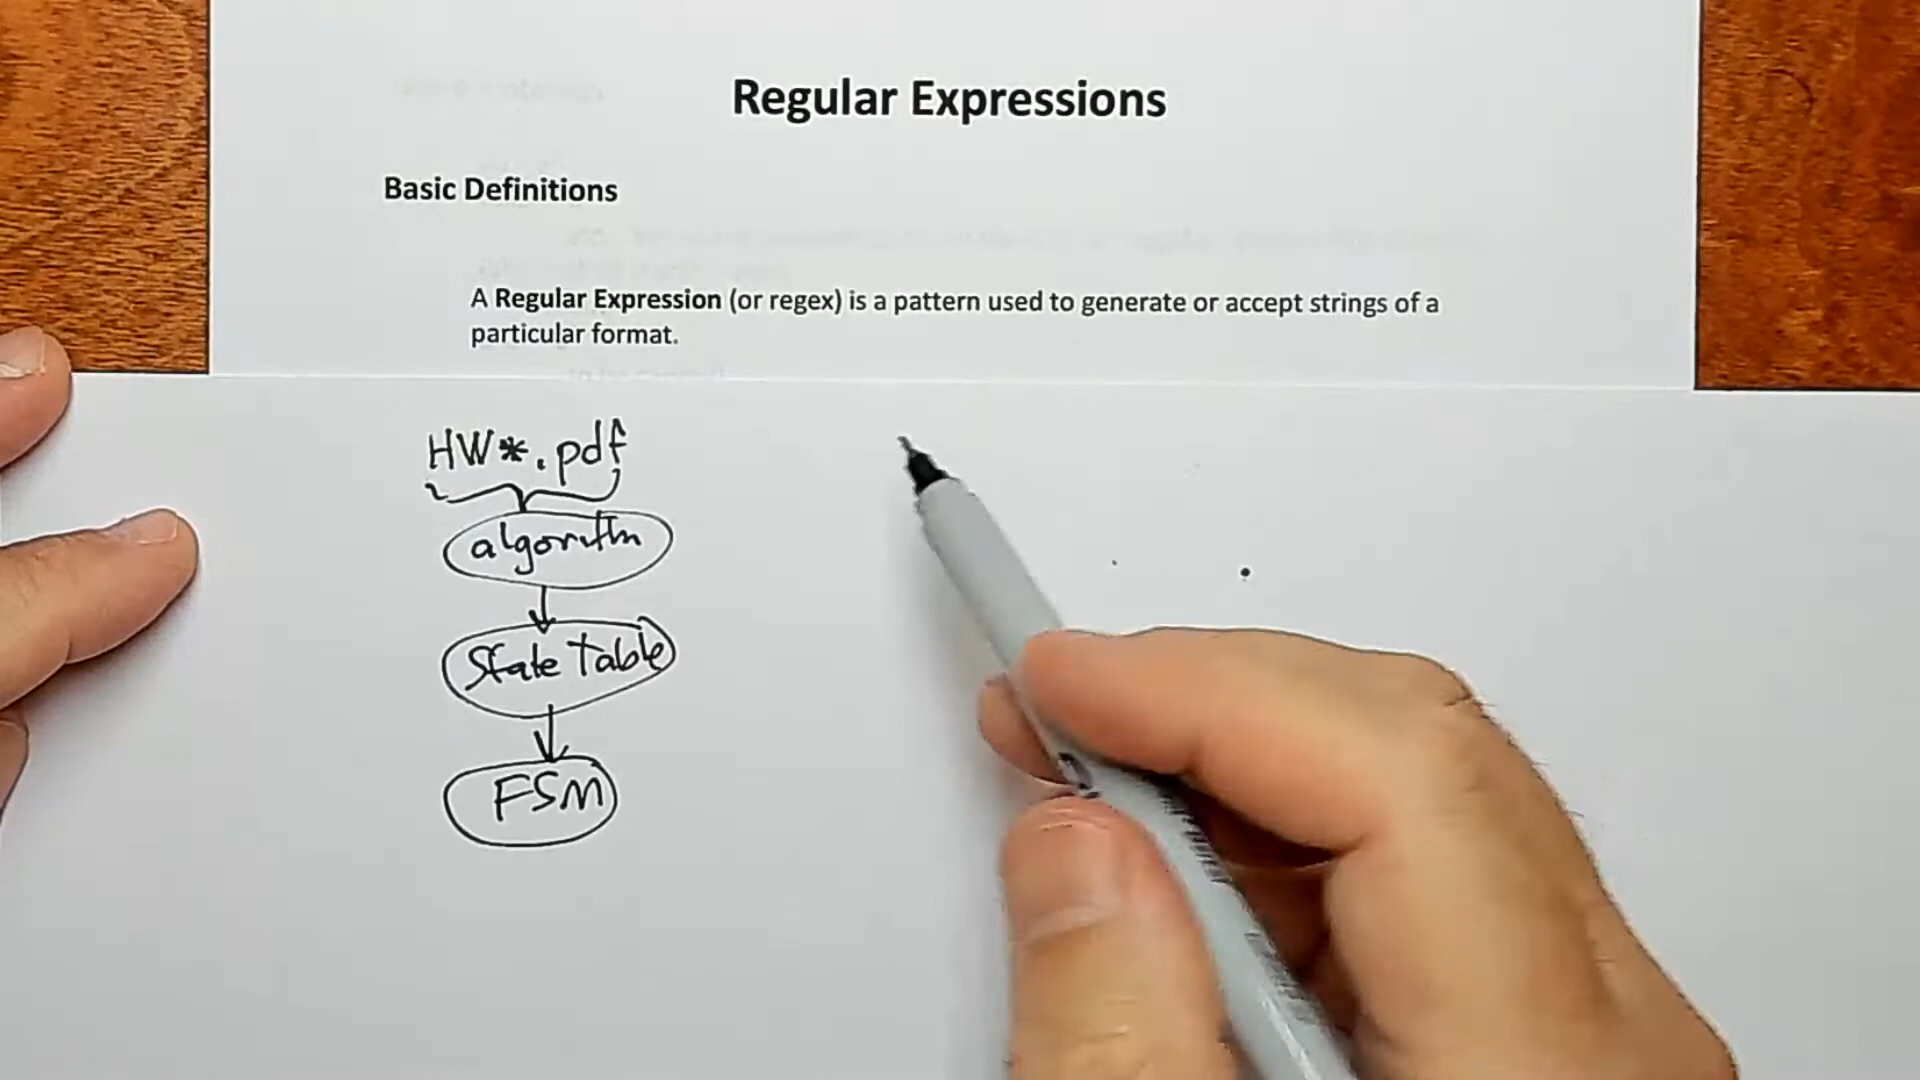 Regular Expressions
Basic Definitions
A Regular Expression (or regex) is a pattern used to generate or accept strings of a
particular format.
HW*.pdf
algorithm
State Table
FSM